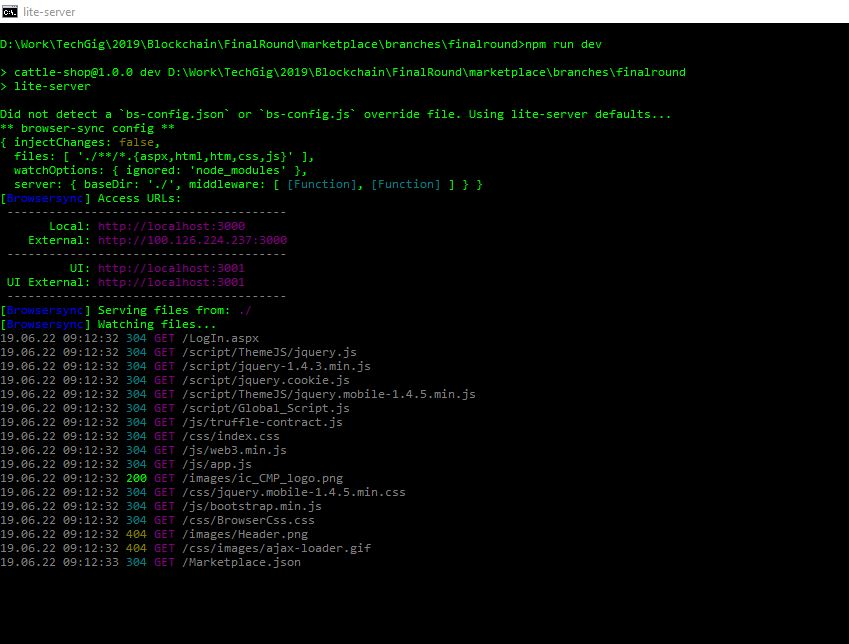 lite-server
D:\Work\TechGig\2019\Blockchain\FinalRound\marketplace\branches\finalround>npm run dev
> cattle-shop@1.0.0 dev D:\Work\TechGig\2019\Blockchain\FinalRound\marketplace\branches\finalround
> lite-server
Did not detect a `bs-config.json` or `bs-config.js` override file. Using lite-server defaults...
** browser-sync config **
{ injectChanges: false,
  files: [ './**/*.{aspx,html,htm,css,js}' ],
  watchOptions: { ignored: 'node_modules' },
  server: { baseDir: './', middleware: [ [Function], [Function] ] } }
[Browsersync] Access URLs:
 ---------------------------------------
       Local: http://localhost:3000
    External: http://100.126.224.237:3000
 ---------------------------------------
          UI: http://localhost:3001
 UI External: http://localhost:3001
 ---------------------------------------
[Browsersync] Serving files from: ./
[Browsersync] Watching files...
19.06.22 09:12:32 304 GET /LogIn.aspx
19.06.22 09:12:32 304 GET /script/ThemeJS/jquery.js
19.06.22 09:12:32 304 GET /script/jquery-1.4.3.min.js
19.06.22 09:12:32 304 GET /script/jquery.cookie.js
19.06.22 09:12:32 304 GET /script/ThemeJS/jquery.mobile-1.4.5.min.js
19.06.22 09:12:32 304 GET /script/Global_Script.js
19.06.22 09:12:32 304 GET /js/truffle-contract.js
19.06.22 09:12:32 304 GET /css/index.css
19.06.22 09:12:32 304 GET /js/web3.min.js
19.06.22 09:12:32 304 GET /js/app.js
19.06.22 09:12:32 200 GET /images/ic_CMP_logo.png
19.06.22 09:12:32 304 GET /css/jquery.mobile-1.4.5.min.css
19.06.22 09:12:32 304 GET /js/bootstrap.min.js
19.06.22 09:12:32 304 GET /css/BrowserCss.css
19.06.22 09:12:32 404 GET /images/Header.png
19.06.22 09:12:32 404 GET /css/images/ajax-loader.gif
19.06.22 09:12:33 304 GET /Marketplace.json